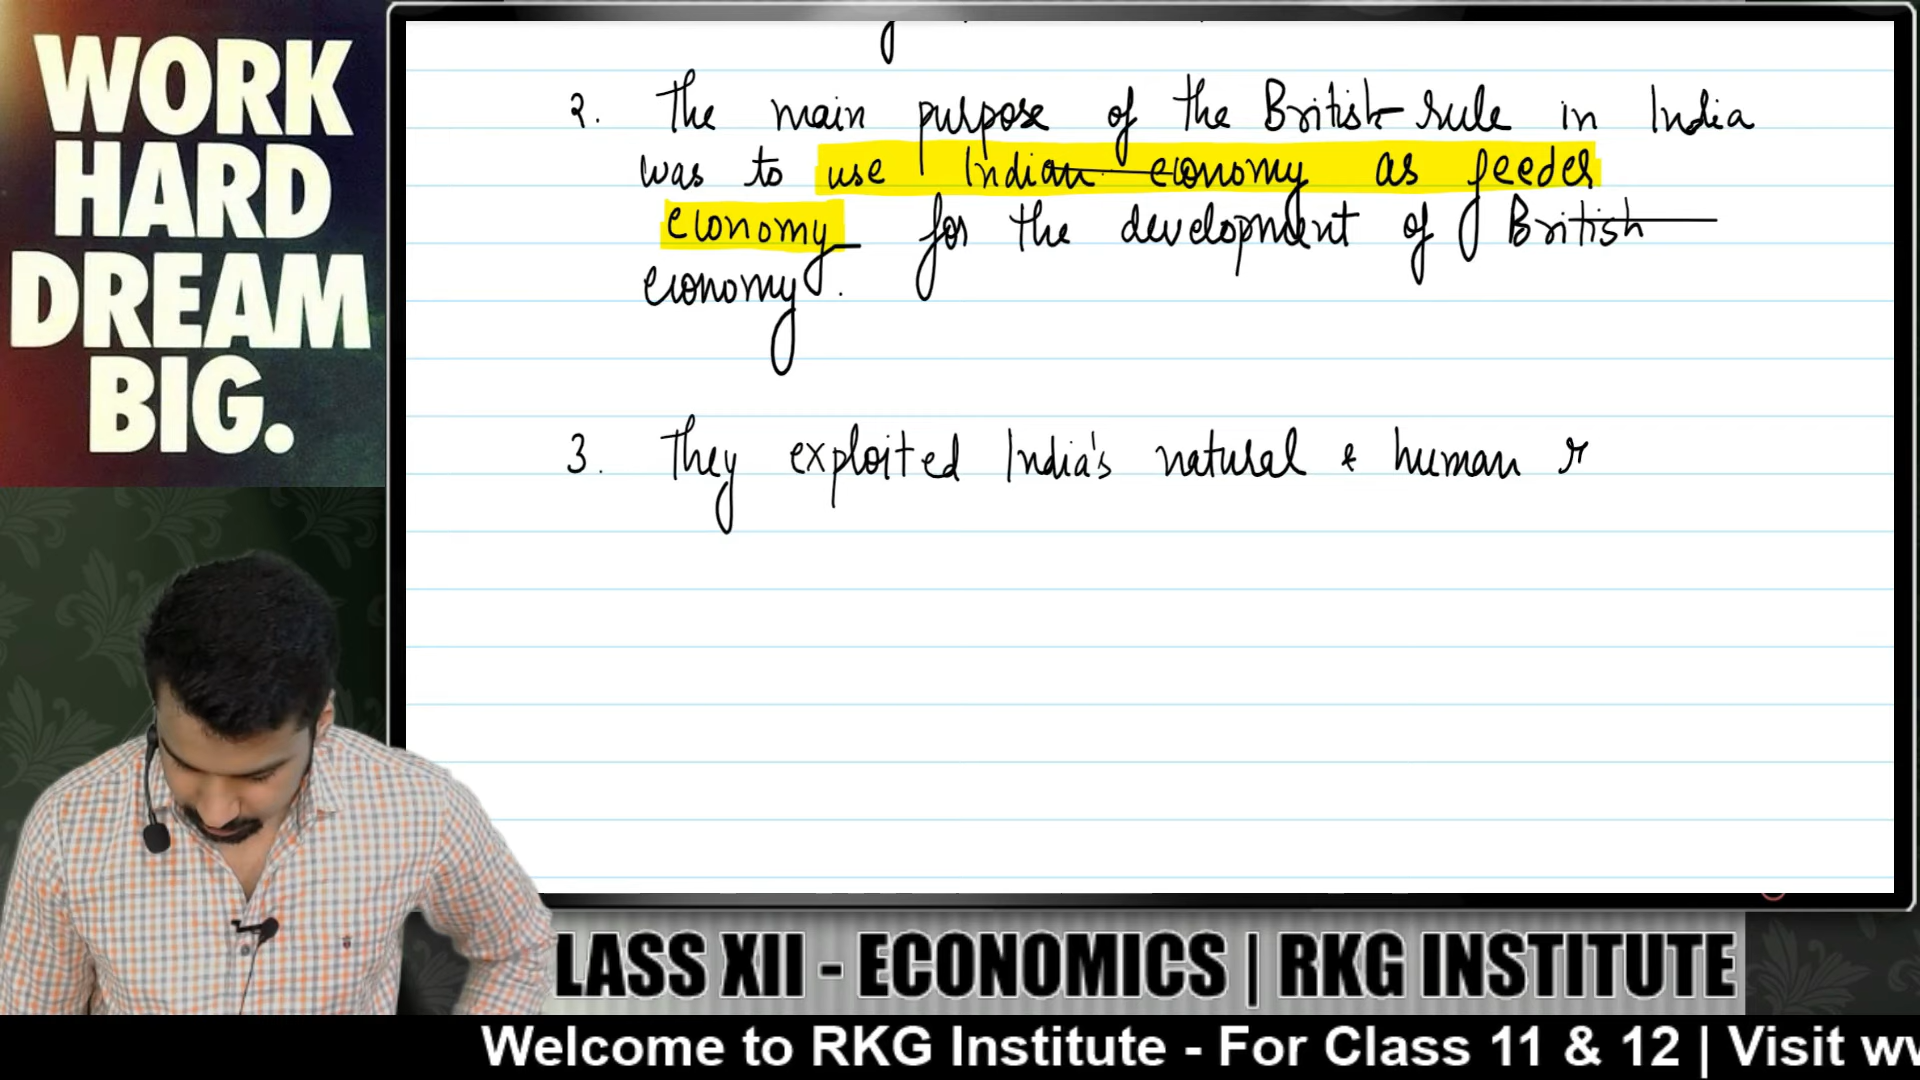 WORK
HARD
DREAM
BIG.
2. The main purpose of the British rule in India
was to use Indian economy as feeder
economy for the development of British
economy.
3. They exploited India's natural & human r
LASS XII - ECONOMICS | RKG INSTITUTE
Welcome to RKG Institute - For Class 11 & 12 | Visit ww